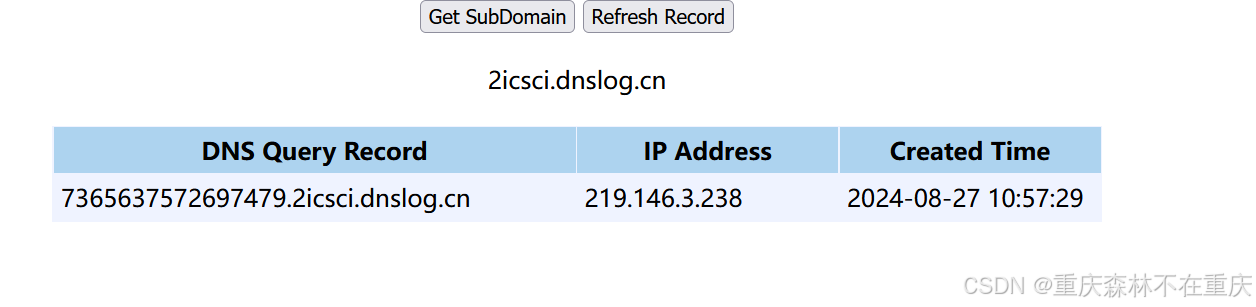 Get SubDomain Refresh Record
2icsci.dnslog.cn
DNS Query Record IP Address Created Time
7365637572697479.2icsci.dnslog.cn 219.146.3.238 2024-08-27 10:57:29
CSDN @重庆森林不在重庆